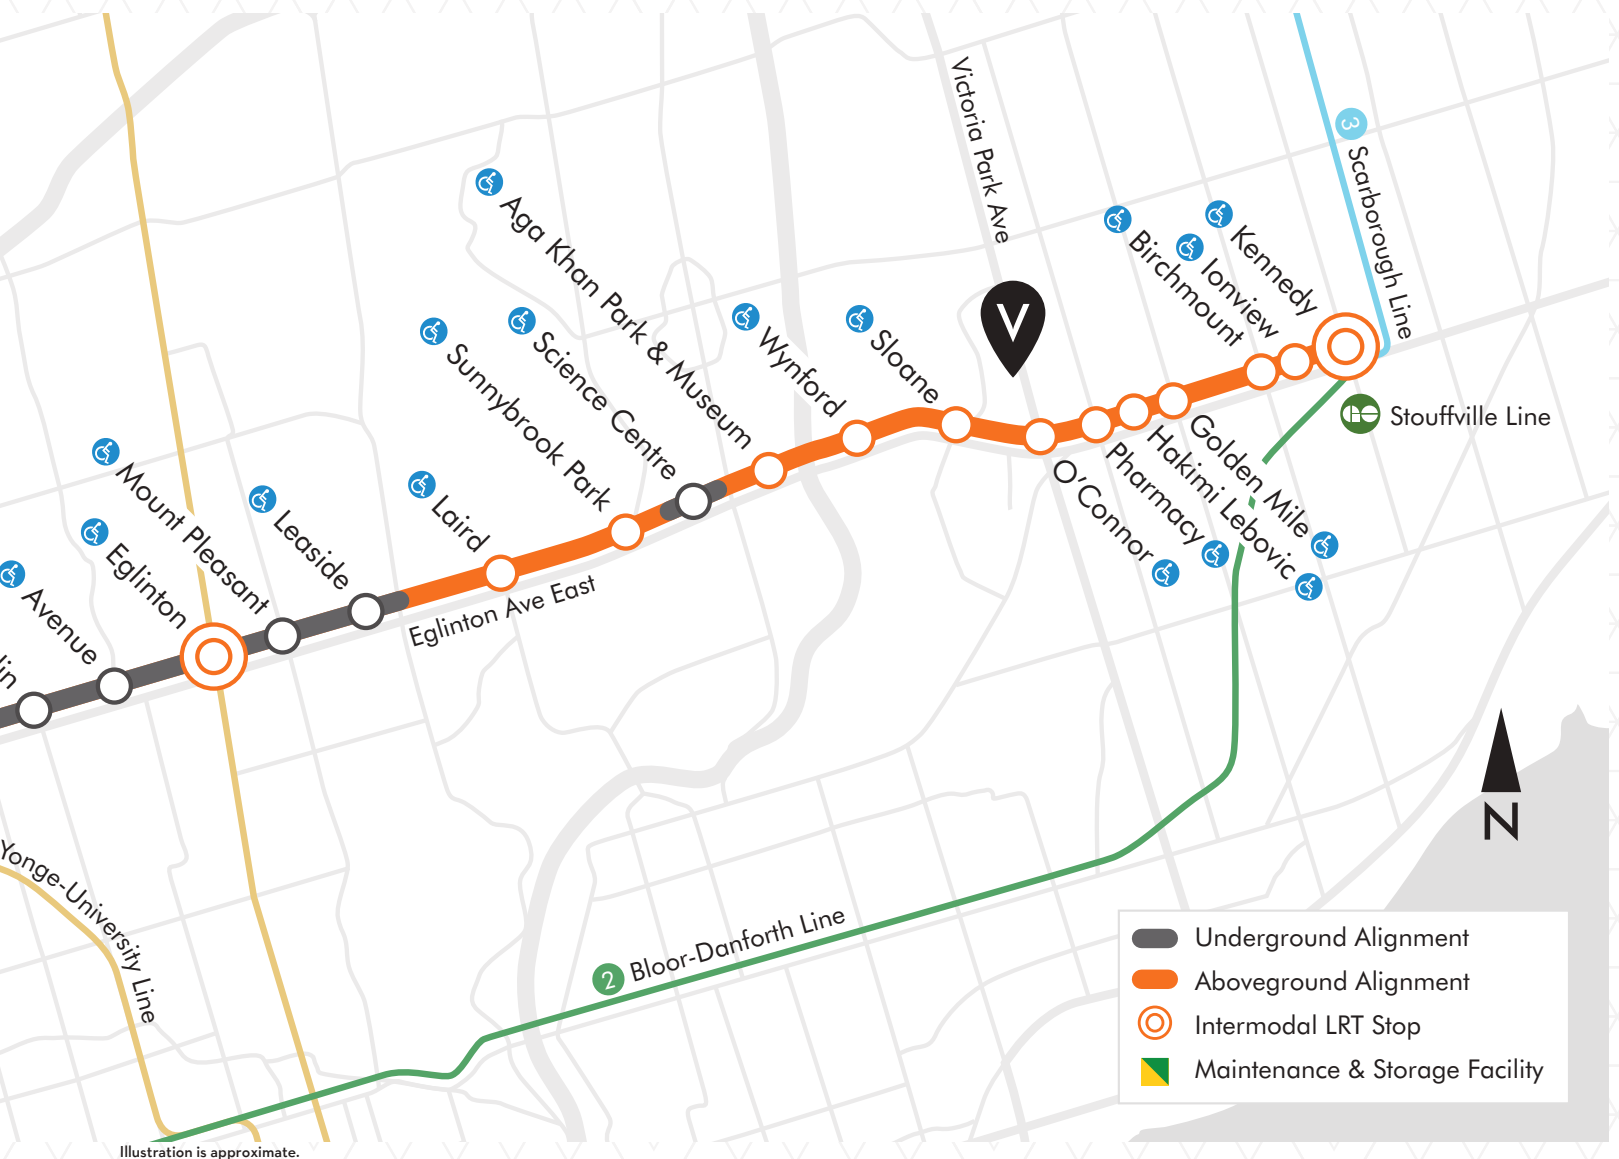 Victoria Park Ave
3
Scarborough Line
Kennedy
Ionview
Birchmount
Aga Khan Park & Museum
V
Wynford
Sloane
Science Centre
Sunnybrook Park
Stouffville Line
Golden Mile
Hakimi Lebovic
Pharmacy
O'Connor
Mount Pleasant
Laird
Leaside
Eglinton
Avenue
lin
Eglinton Ave East
N
Yonge-University Line
2 Bloor-Danforth Line
Underground Alignment
Aboveground Alignment
Intermodal LRT Stop
Maintenance & Storage Facility
Illustration is approximate.